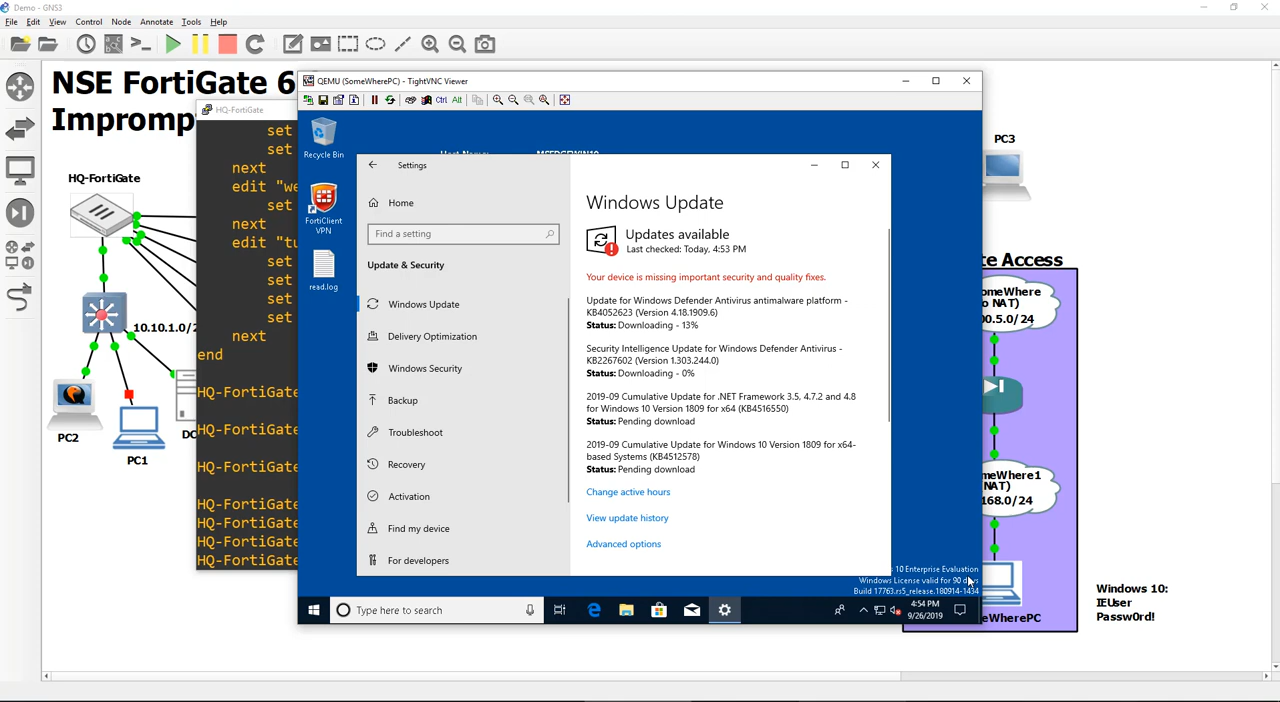 Demo - GNS3
File Edit View Control Node Annotate Tools Help
NSE FortiGate 6
Impromp
HQ-FortiGate
PC2
PC1
DC
10.10.1.0/2
HQ-FortiGate
set
set
next
edit "we
set
next
edit "tu
set
set
set
set
next
end
HQ-FortiGate
HQ-FortiGate
HQ-FortiGate
HQ-FortiGate
HQ-FortiGate
HQ-FortiGate
HQ-FortiGate
QEMU (SomeWherePC) - TightVNC Viewer
Ctrl Alt
Recycle Bin
FortiClient
VPN
read.log
Settings
Home
Find a setting
Update & Security
Windows Update
Delivery Optimization
Windows Security
Backup
Troubleshoot
Recovery
Activation
Find my device
For developers
Windows Update
Updates available
Last checked: Today, 4:53 PM
Your device is missing important security and quality fixes.
Update for Windows Defender Antivirus antimalware platform -
KB4052623 (Version 4.18.1909.6)
Status: Downloading - 13%
Security Intelligence Update for Windows Defender Antivirus -
KB2267602 (Version 1.303.244.0)
Status: Downloading - 0%
2019-09 Cumulative Update for .NET Framework 3.5, 4.7.2 and 4.8
for Windows 10 Version 1809 for x64 (KB4516550)
Status: Pending download
2019-09 Cumulative Update for Windows 10 Version 1809 for x64-
based Systems (KB4512578)
Status: Pending download
Change active hours
View update history
Advanced options
10 Enterprise Evaluation
Windows License valid for 90 days
Build 17763.rs5_release.180914-1434
Type here to search
4:54 PM
9/26/2019
PC3
e Access
omeWhere
o NAT)
00.5.0/24
meWhere1
NAT)
168.0/24
eWherePC
Windows 10:
IEUser
Passw0rd!